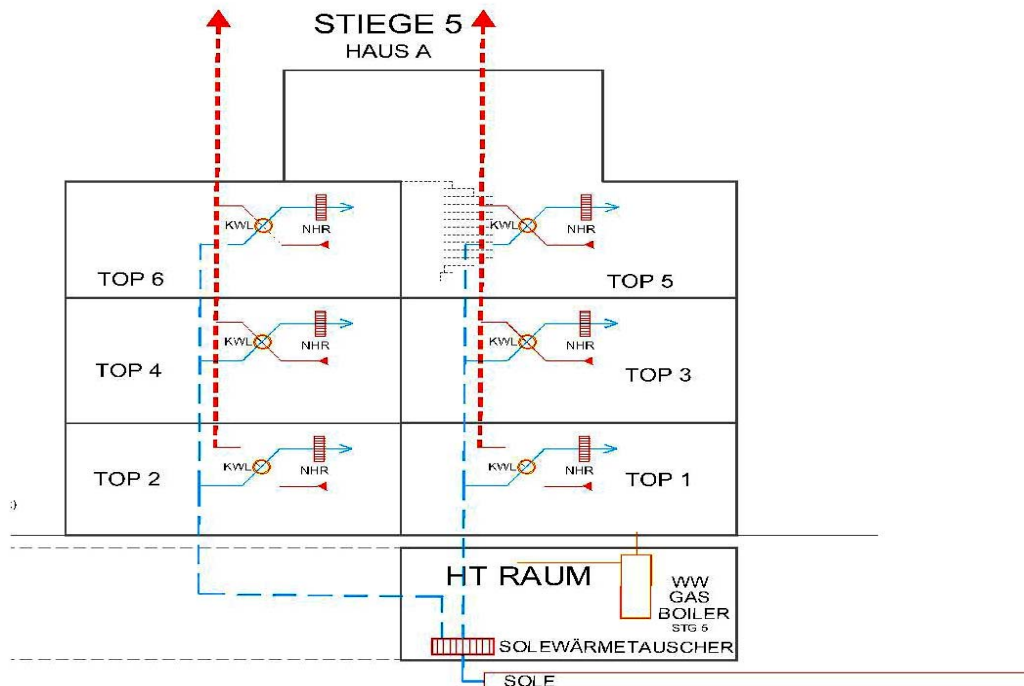 STIEGE 5
HAUS A
KWL
NHR
KWL
NHR
TOP 6
TOP 5
KWL
NHR
KWL
NHR
TOP 4
TOP 3
KWL
NHR
KWL
NHR
TOP 2
TOP 1
HT RAUM
WW
GAS
BOILER
STG 5
SOLEWÄRMETAUSCHER
SOLE